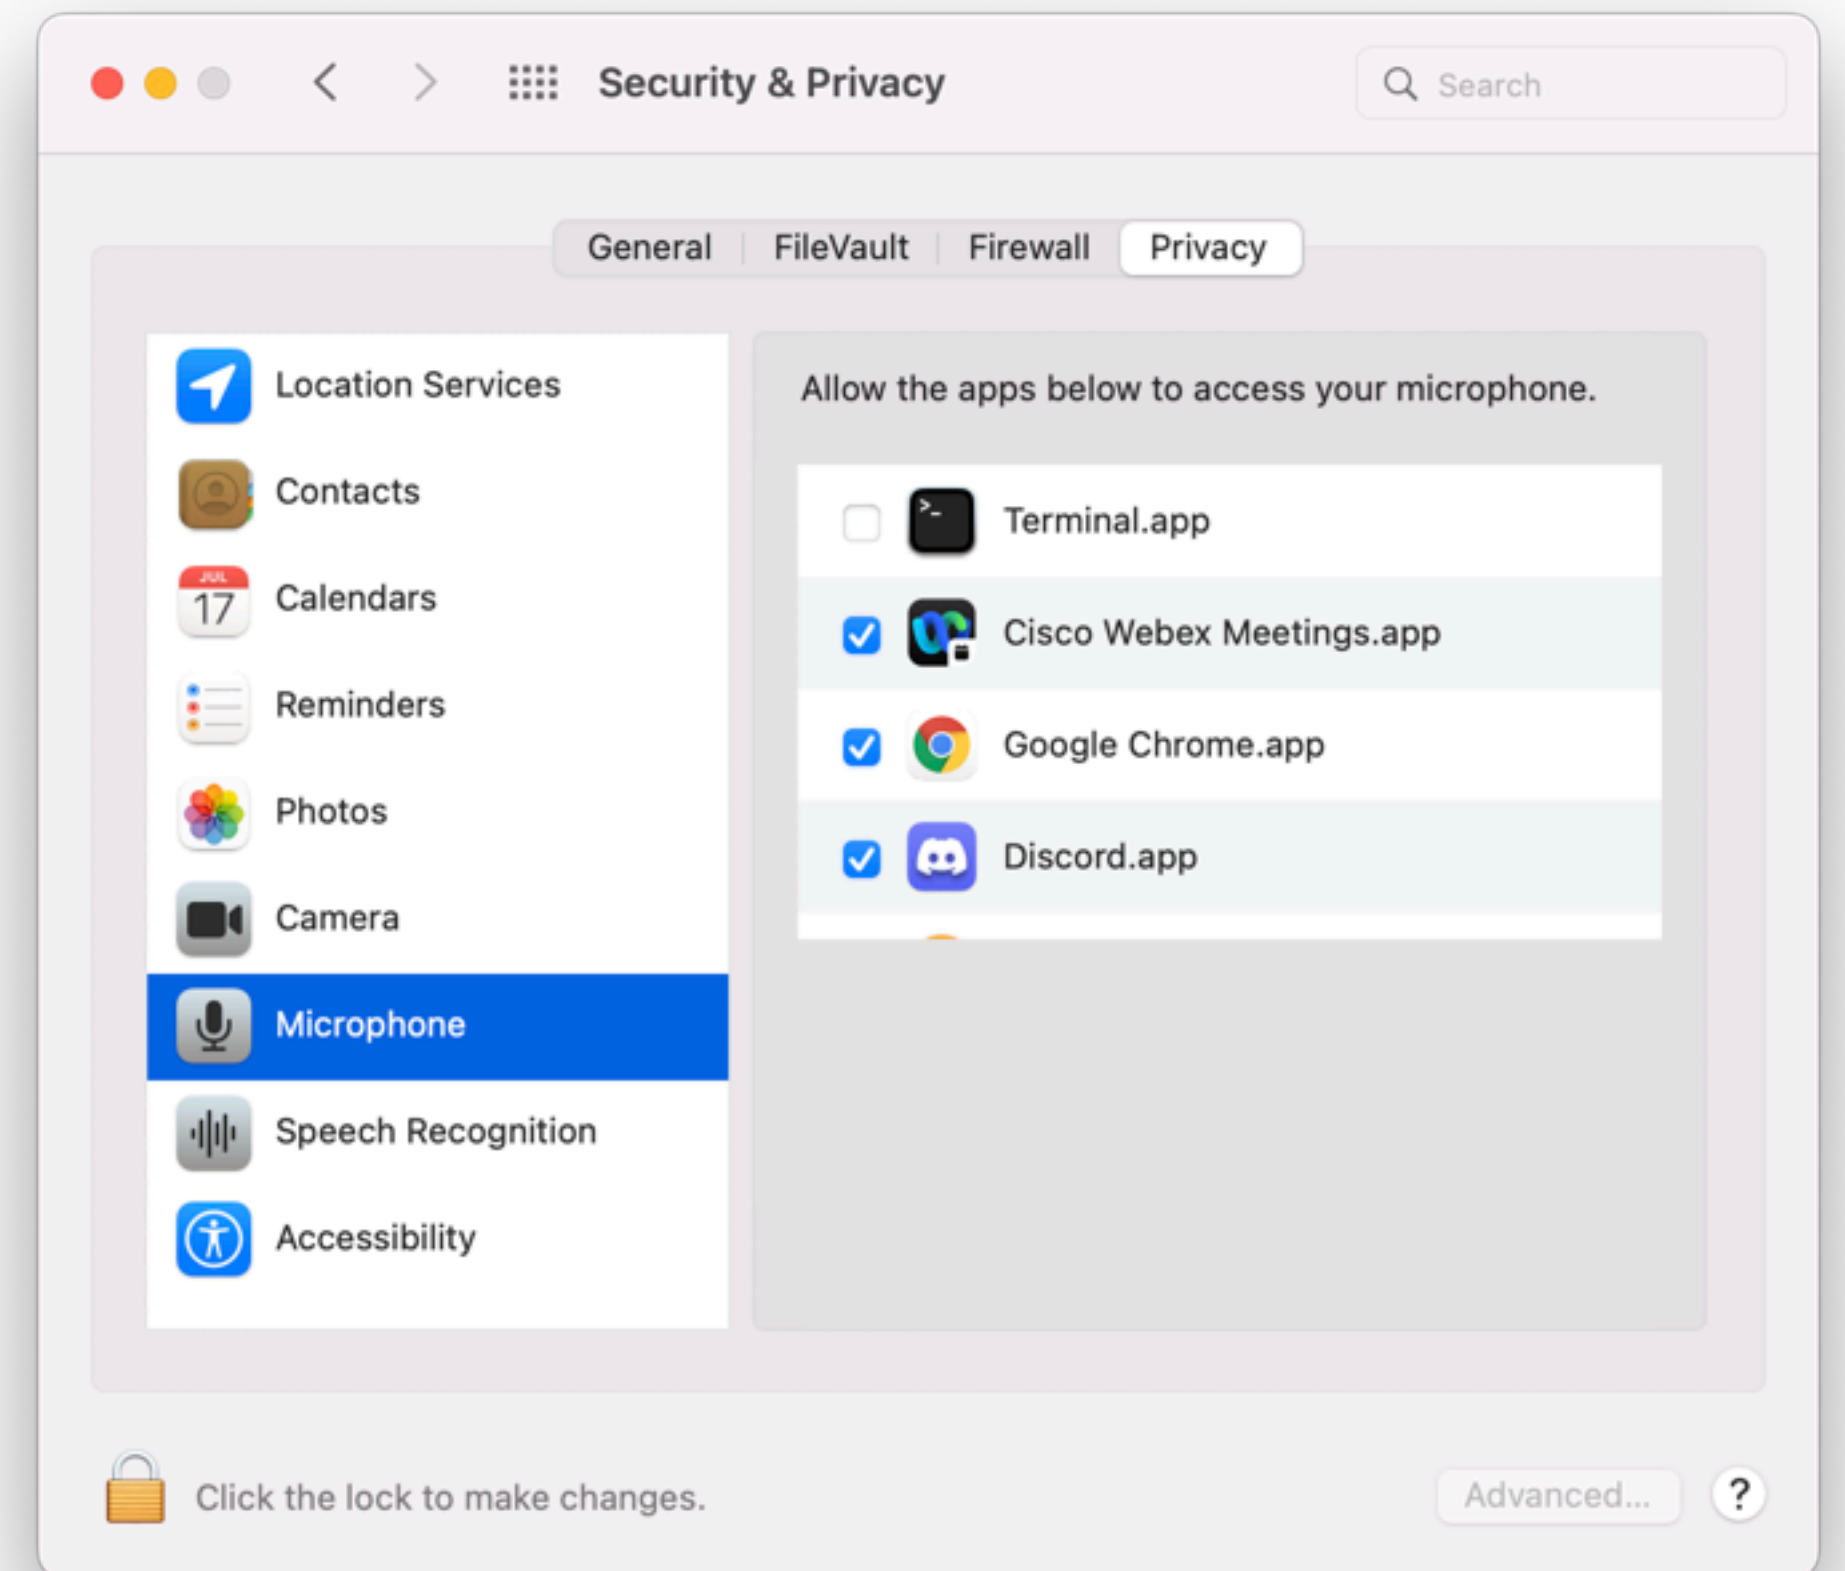 Security & Privacy
Search
General
FileVault
Firewall
Privacy
Location Services
Contacts
JUL
17
Calendars
Reminders
Photos
Camera
Microphone
Speech Recognition
Accessibility
Allow the apps below to access your microphone.
>_
Terminal.app
Cisco Webex Meetings.app
Google Chrome.app
Discord.app
Click the lock to make changes.
Advanced...
?